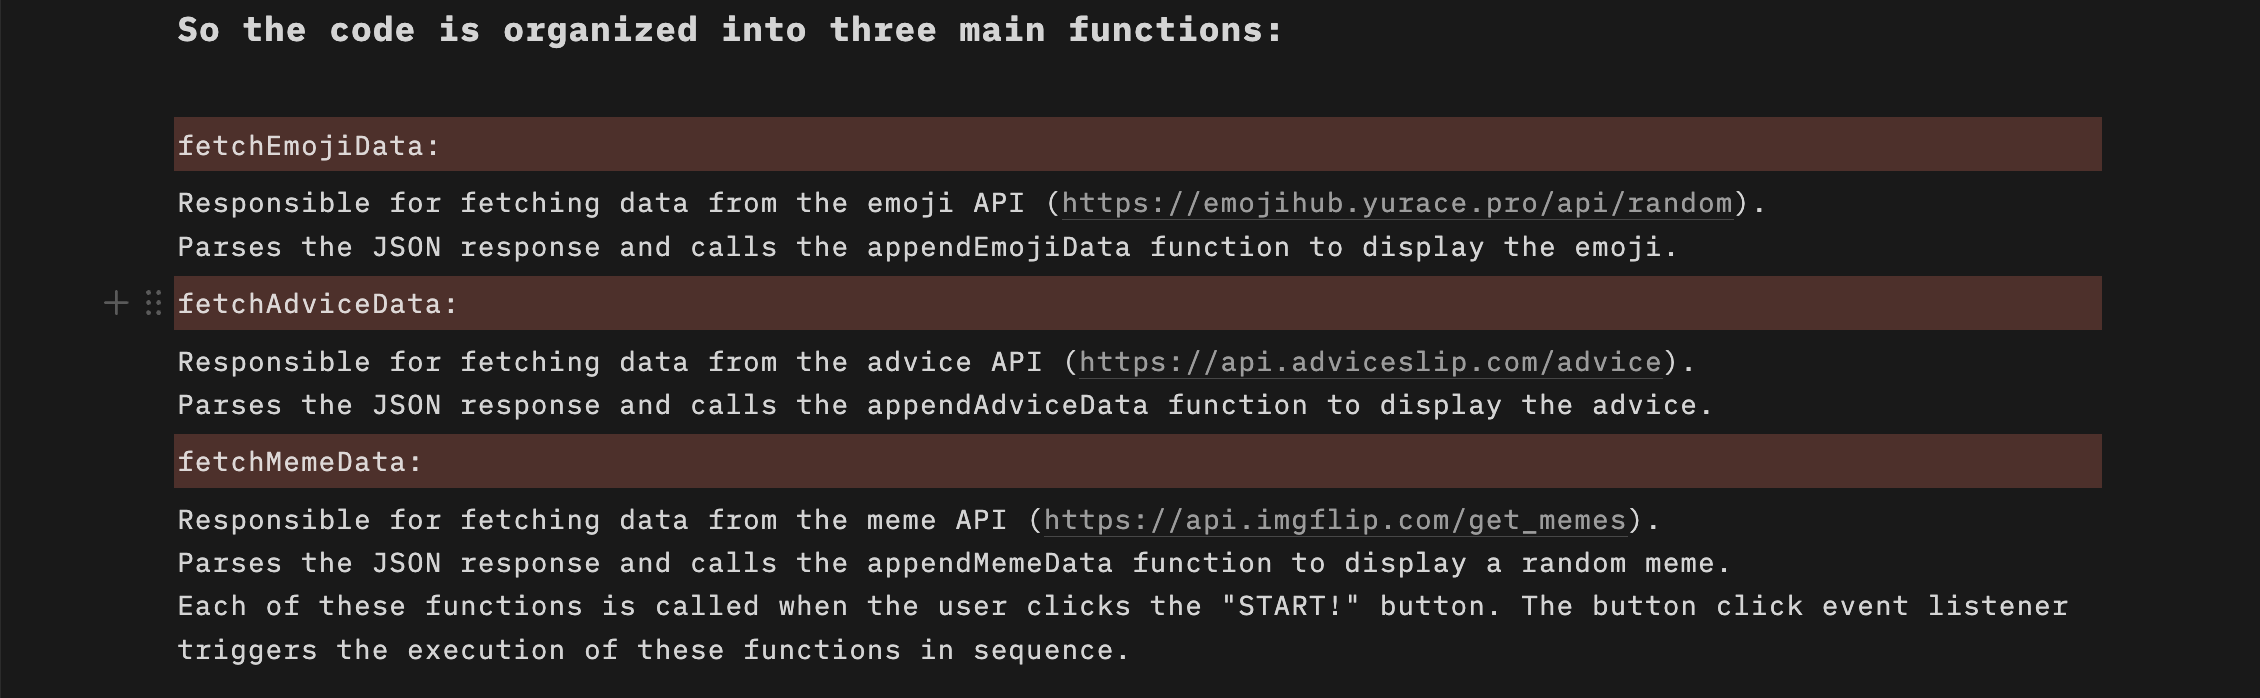 So the code is organized into three main functions:
fetchEmojiData:
Responsible for fetching data from the emoji API (https://emojihub.yurace.pro/api/random).
Parses the JSON response and calls the appendEmojiData function to display the emoji.
fetchAdviceData:
Responsible for fetching data from the advice API (https://api.adviceslip.com/advice).
Parses the JSON response and calls the appendAdviceData function to display the advice.
fetchMemeData:
Responsible for fetching data from the meme API (https://api.imgflip.com/get_memes).
Parses the JSON response and calls the appendMemeData function to display a random meme.
Each of these functions is called when the user clicks the "START!" button. The button click event listener
triggers the execution of these functions in sequence.